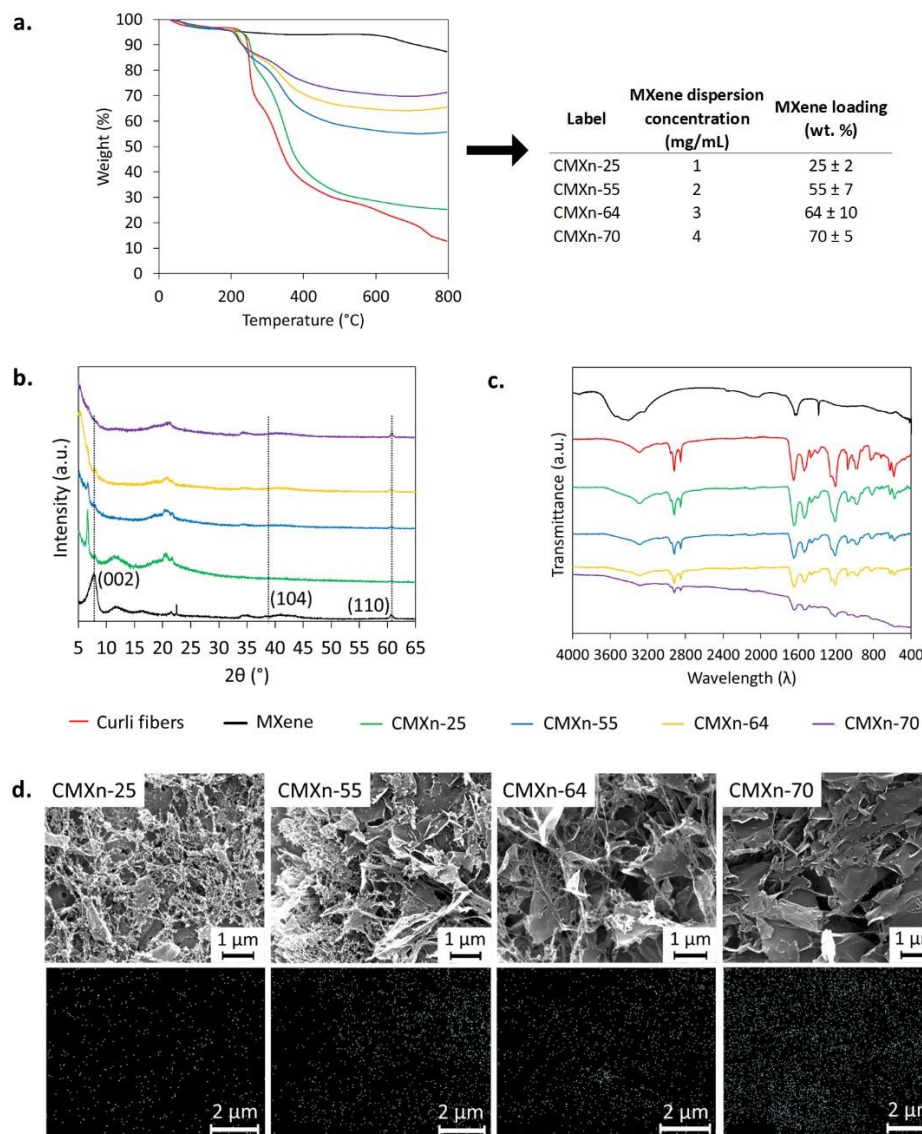 a.
100
90
80
70
60
50
40
30
20
10
0
Weight (%)
0 200 400 600 800
Temperature (°C)
Label MXene dispersion concentration (mg/mL) MXene loading (wt. %)
CMXn-25 1 25 ± 2
CMXn-55 2 55 ± 7
CMXn-64 3 64 ± 10
CMXn-70 4 70 ± 5
b.
Intensity (a.u.)
(002)
(104)
(110)
5 10 15 20 25 30 35 40 45 50 55 60 65
2θ (°)
c.
Transmittance (a.u.)
4000 3600 2800 2200 1600 1200 800 400
Wavelength (λ)
Curli fibers MXene CMXn-25 CMXn-55 CMXn-64 CMXn-70
d.
CMXn-25 CMXn-55 CMXn-64 CMXn-70
1 μm 1 μm 1 μm 1 μm
2 μm 2 μm 2 μm 2 μm